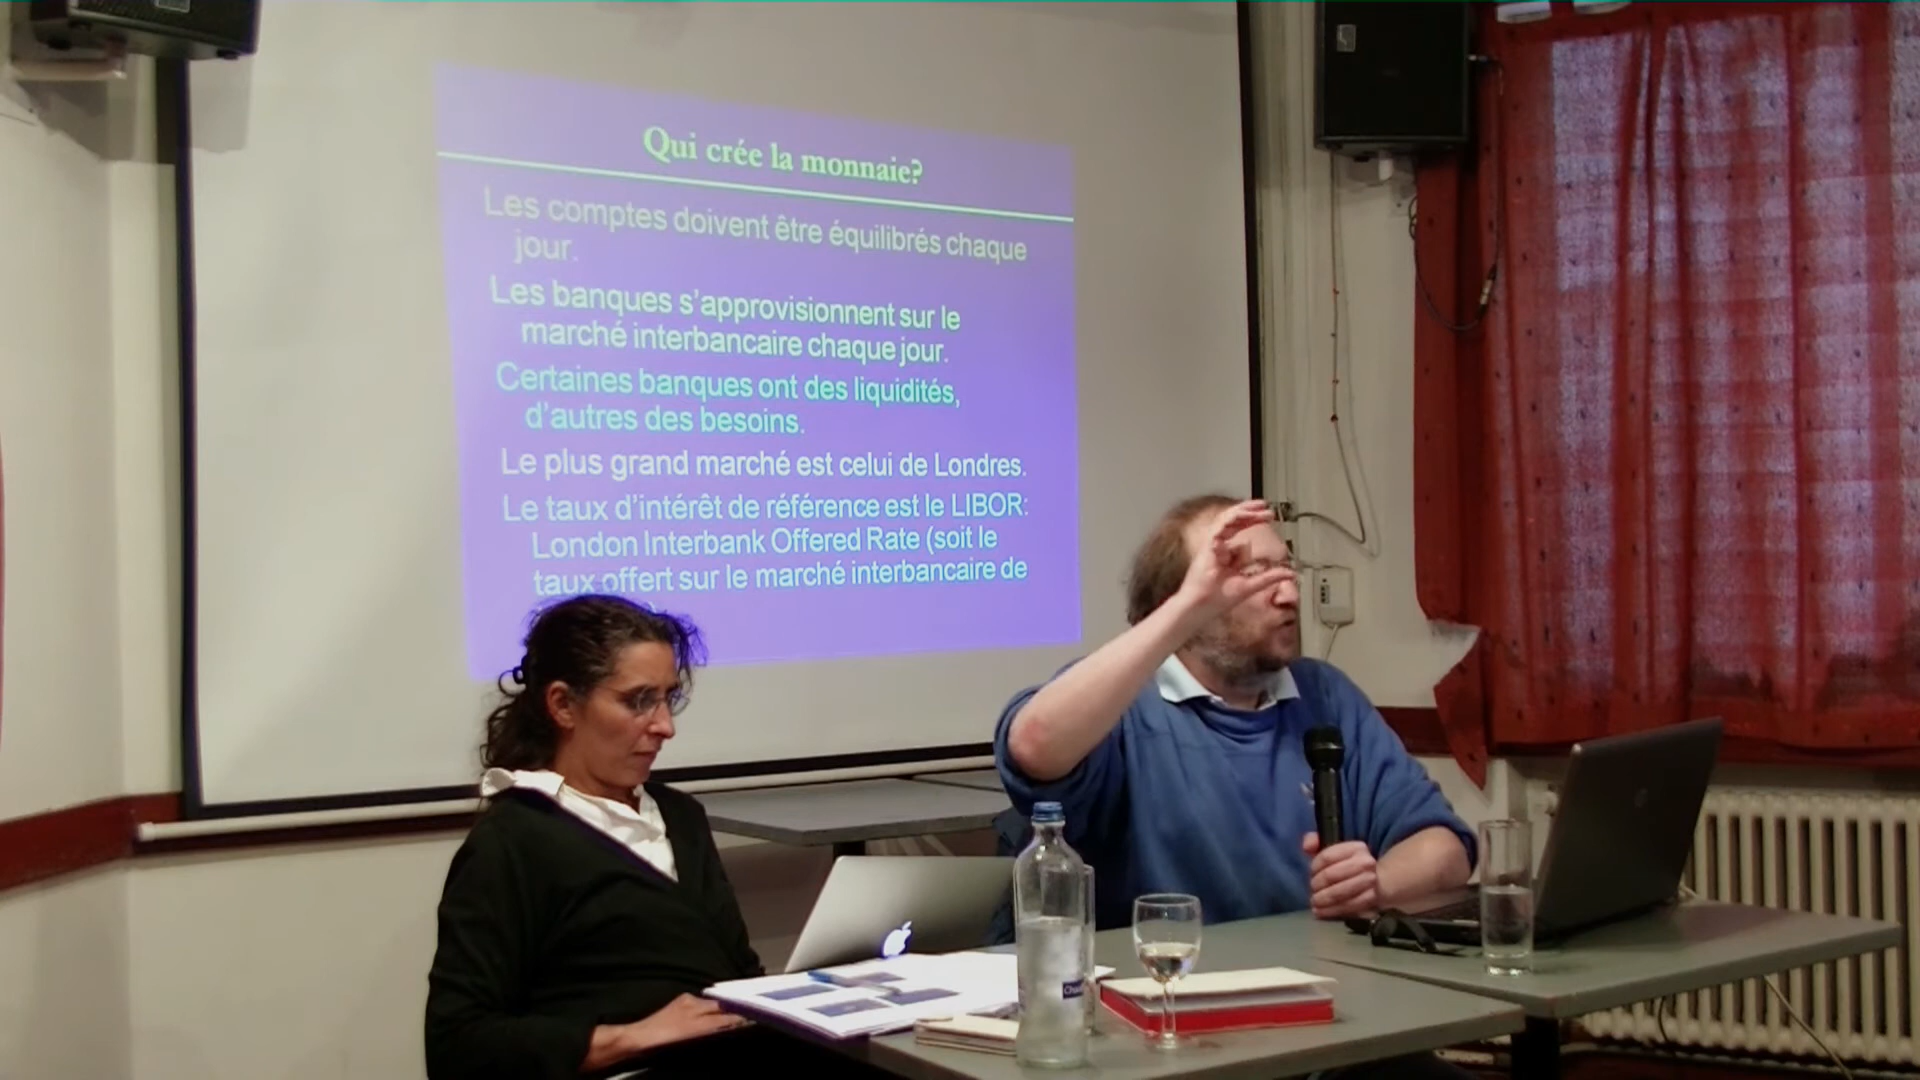 Qui crée la monnaie?
Les comptes doivent être équilibrés chaque
jour.
Les banques s'approvisionnent sur le
marché interbancaire chaque jour.
Certaines banques ont des liquidités,
d'autres des besoins.
Le plus grand marché est celui de Londres.
Le taux d'intérêt de référence est le LIBOR:
London Interbank Offered Rate (soit le
taux offert sur le marché interbancaire de